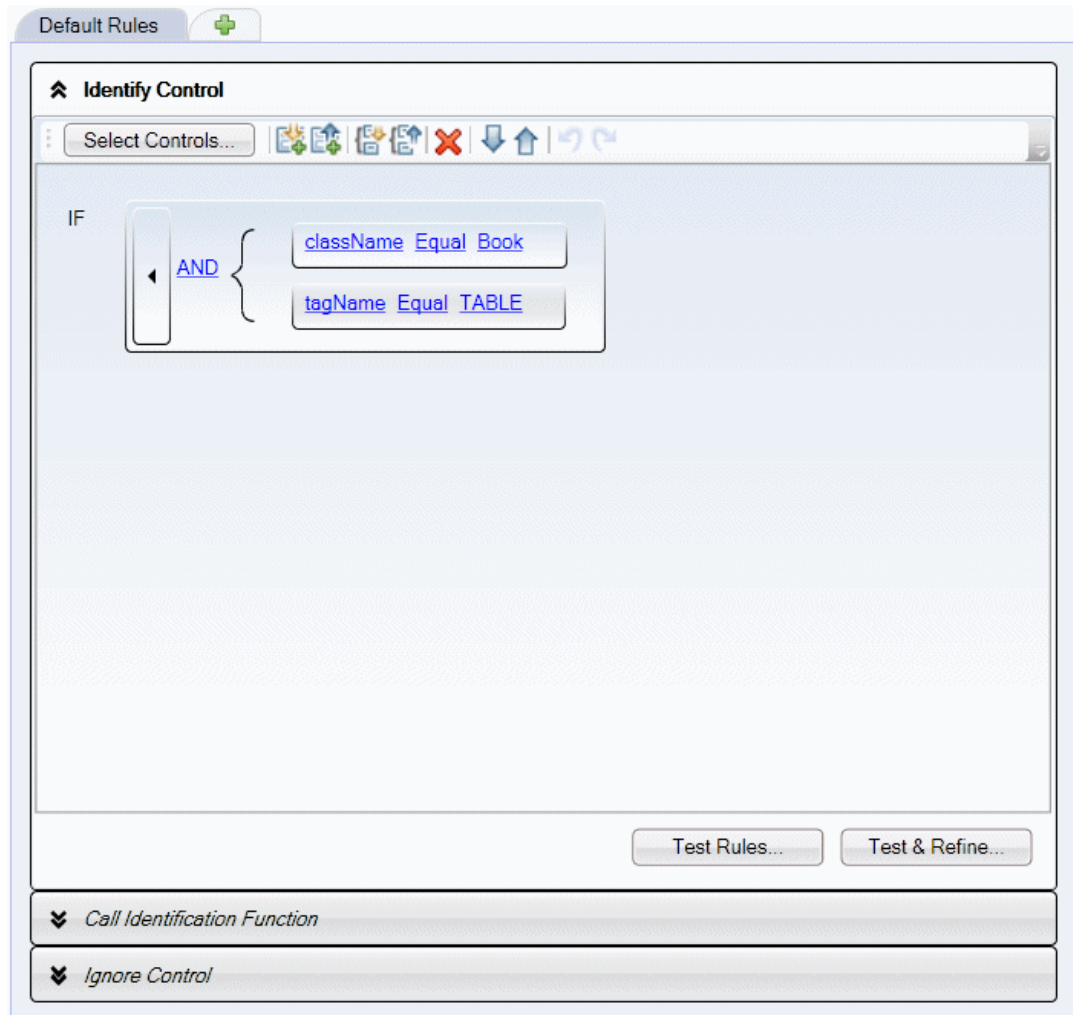 Default Rules
Identify Control
Select Controls...
IF
className Equal Book
AND
tagName Equal TABLE
Test Rules... Test & Refine...
Call Identification Function
Ignore Control